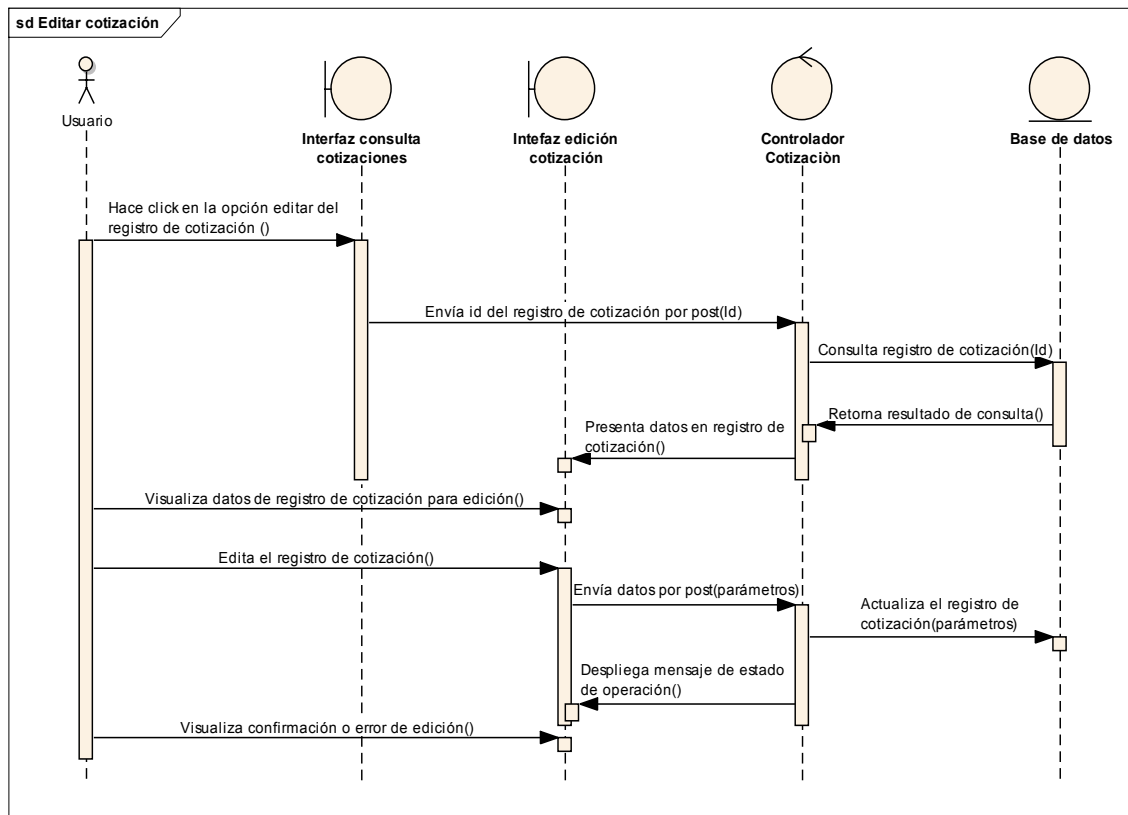 sd Editar cotización
Usuario
Interfaz consulta
cotizaciones
Intefaz edición
cotización
Controlador
Cotizaciòn
Base de datos
Hace click en la opción editar del
registro de cotización ()
Envía id del registro de cotización por post(Id)
Consulta registro de cotización(Id)
Retorna resultado de consulta()
Presenta datos en registro de
cotización()
Visualiza datos de registro de cotización para edición()
Edita el registro de cotización()
Envía datos por post(parámetros)
Actualiza el registro de
cotización(parámetros)
Despliega mensaje de estado
de operación()
Visualiza confirmación o error de edición()